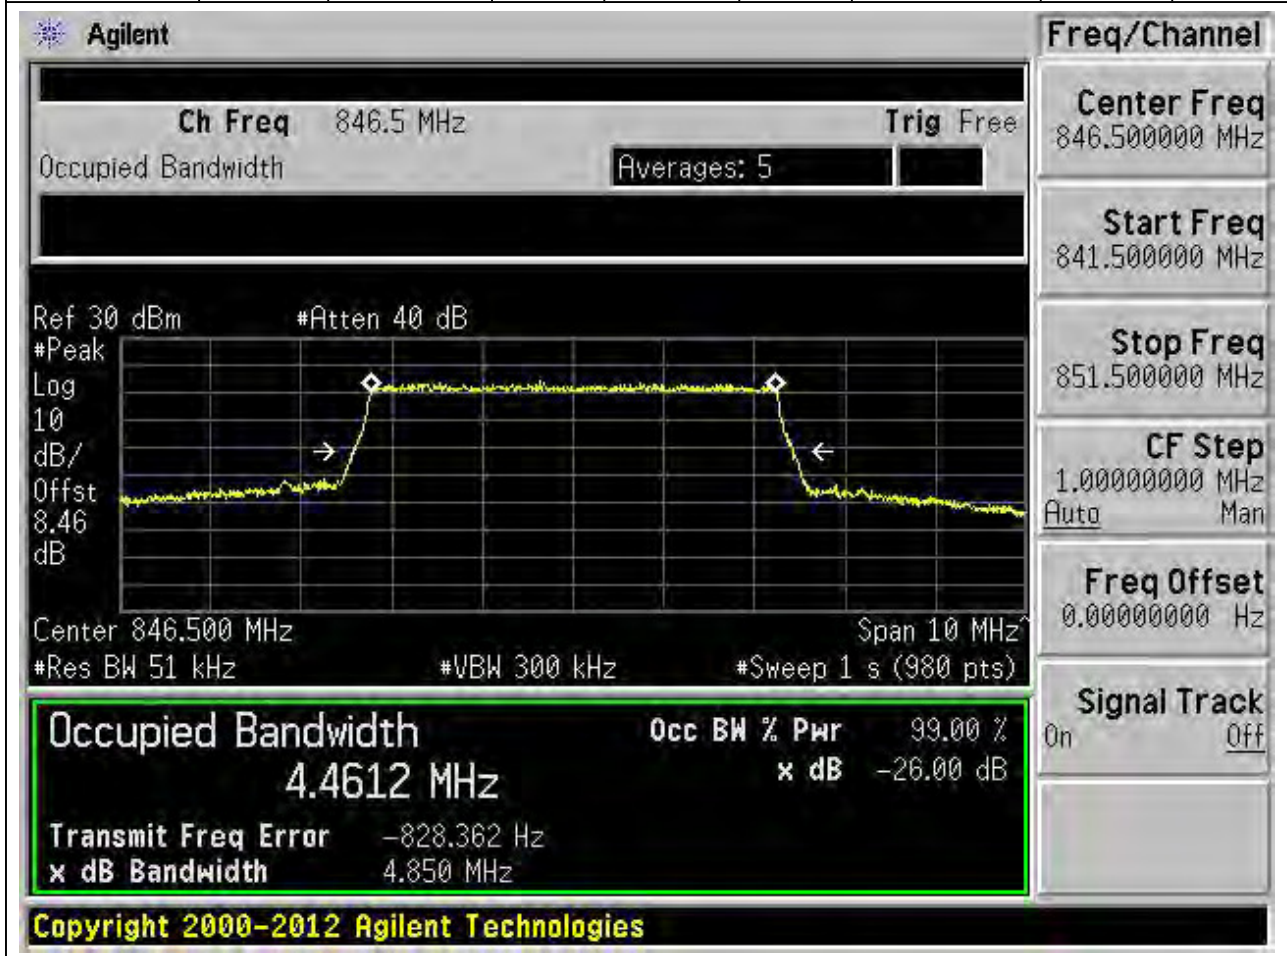 Agilent
Freq/Channel
Ch Freq 846.5 MHz Trig Free
Occupied Bandwidth Averages: 5
Center Freq
846.500000 MHz
Start Freq
841.500000 MHz
Stop Freq
851.500000 MHz
CF Step
1.00000000 MHz
Auto Man
Freq Offset
0.00000000 Hz
Signal Track
On Off
Ref 30 dBm #Atten 40 dB
#Peak
Log
10
dB/
Offst
8.46
dB
Center 846.500 MHz Span 10 MHz^
#Res BW 51 kHz #VBW 300 kHz #Sweep 1 s (980 pts)
Occupied Bandwidth Occ BW % Pwr 99.00 %
4.4612 MHz x dB -26.00 dB
Transmit Freq Error -828.362 Hz
x dB Bandwidth 4.850 MHz
Copyright 2000-2012 Agilent Technologies